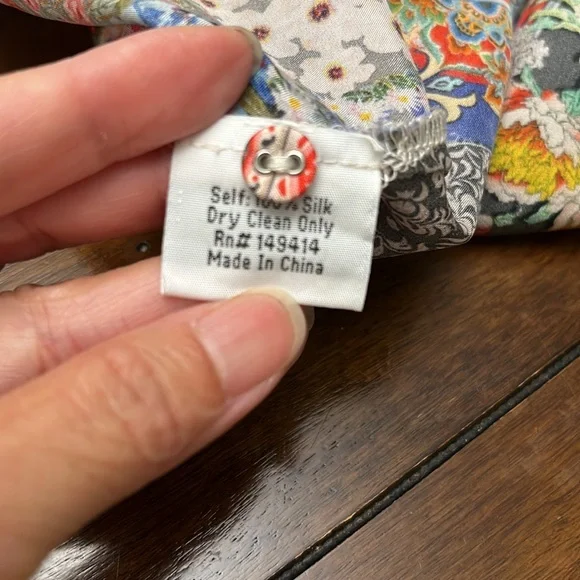 Self: 100% Silk
Dry Clean Only
Rn# 149414
Made In China